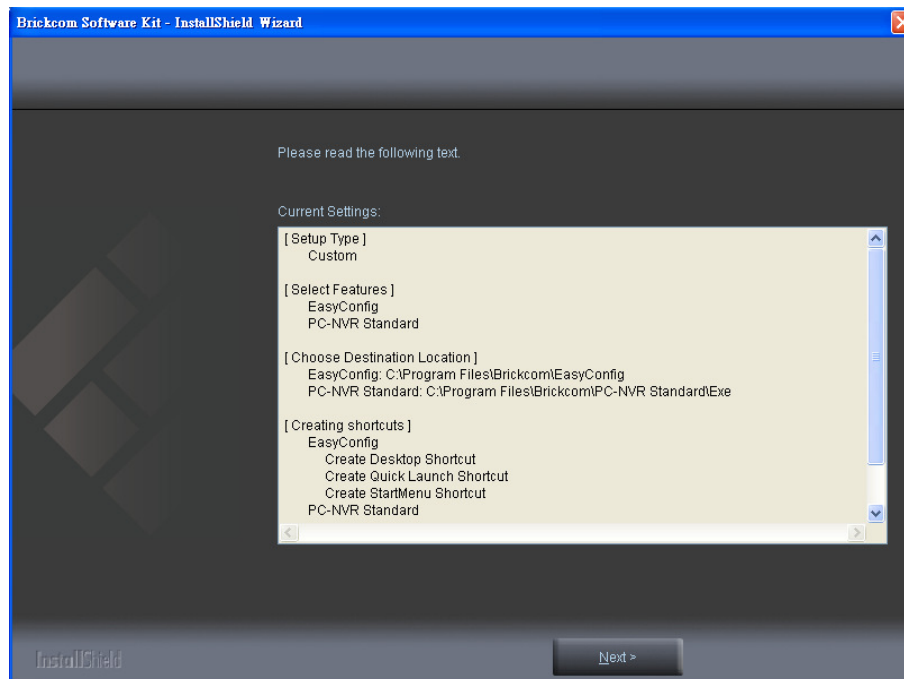 Brickcom Software Kit - InstallShield Wizard
Please read the following text.
Current Settings:
[ Setup Type ]
Custom
[ Select Features ]
EasyConfig
PC-NVR Standard
[ Choose Destination Location ]
EasyConfig: C:\Program Files\Brickcom\EasyConfig
PC-NVR Standard: C:\Program Files\Brickcom\PC-NVR Standard\Exe
[ Creating shortcuts ]
EasyConfig
Create Desktop Shortcut
Create Quick Launch Shortcut
Create StartMenu Shortcut
PC-NVR Standard
InstallShield
Next >